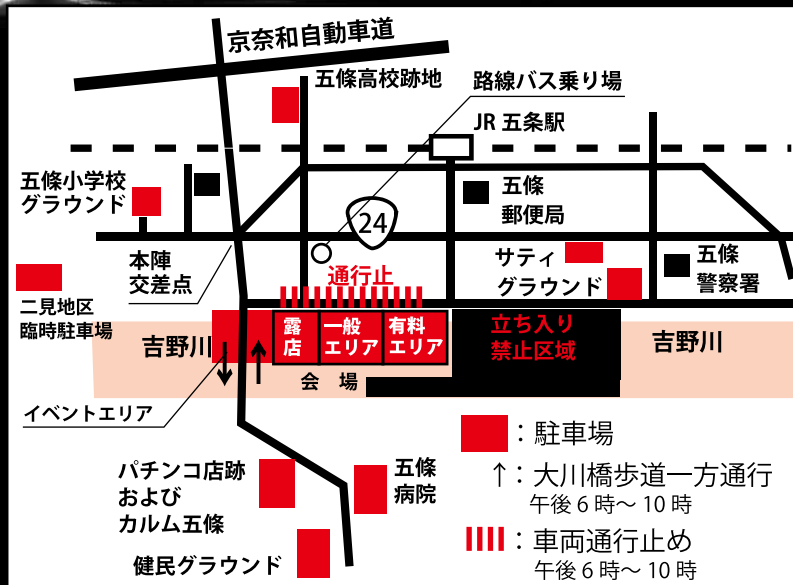 京奈和自動車道
五條高校跡地
路線バス乗り場
JR 五条駅
五條小学校
グラウンド
五條
郵便局
24
本陣
交差点
サティ
グラウンド
五條
警察署
通行止
二見地区
臨時駐車場
露
店
一般
エリア
有料
エリア
立ち入り
禁止区域
吉野川
吉野川
会 場
イベントエリア
:駐車場
パチンコ店跡
および
カルム五條
五條
病院
↑:大川橋歩道一方通行
午後6時〜10時
健民グラウンド
:車両通行止め
午後6時〜10時